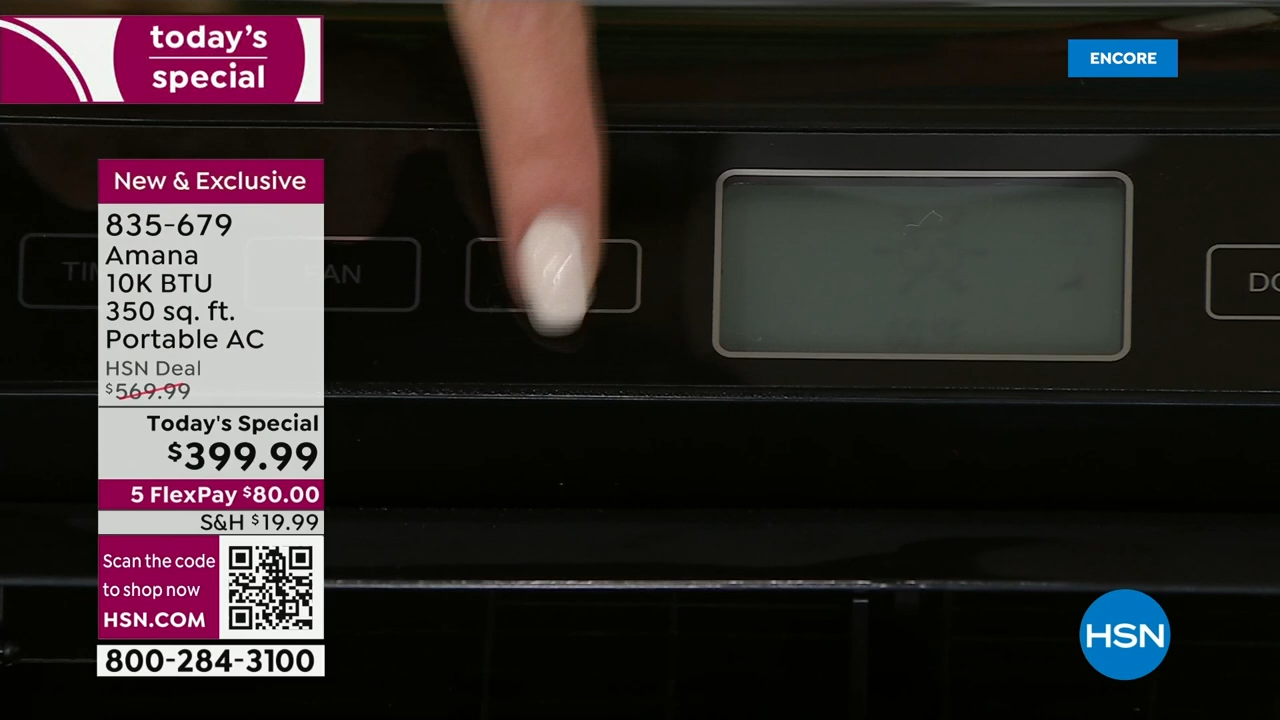 today's
special
ENCORE
New & Exclusive
835-679
Amana
10K BTU
350 sq. ft.
Portable AC
HSN Deal
$569.99
Today's Special
$399.99
5 FlexPay $80.00
S&H $19.99
Scan the code
to shop now
HSN.COM
800-284-3100
HSN